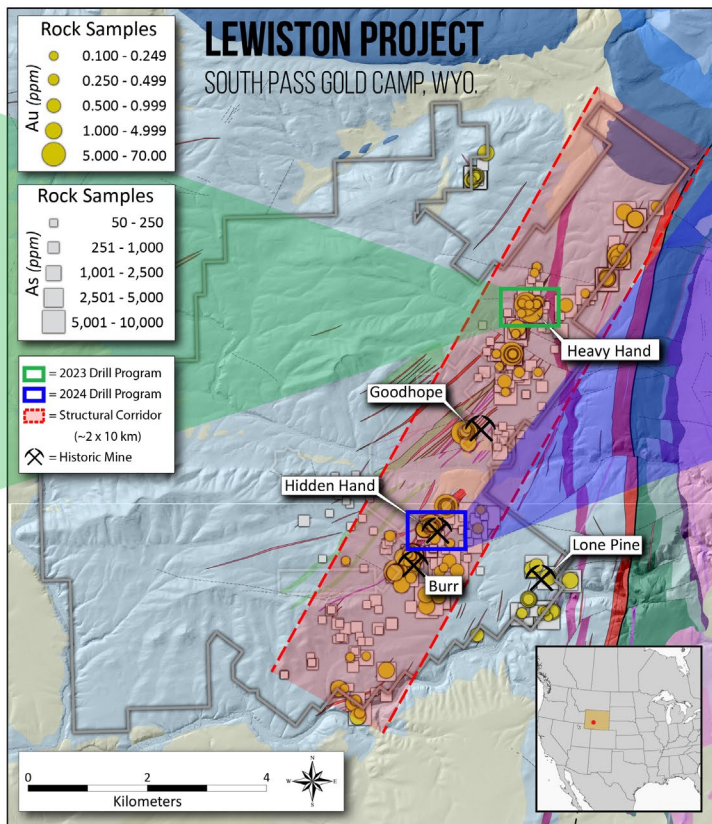 LEWISTON PROJECT
SOUTH PASS GOLD CAMP, WYO.
Rock Samples
Au (ppm)
0.100 - 0.249
0.250 - 0.499
0.500 - 0.999
1.000 - 4.999
5.000 - 70.00
Rock Samples
As (ppm)
50 - 250
251 - 1,000
1,001 - 2,500
2,501 - 5,000
5,001 - 10,000
= 2023 Drill Program
= 2024 Drill Program
= Structural Corridor
(~2 x 10 km)
= Historic Mine
Heavy Hand
Goodhope
Hidden Hand
Lone Pine
Burr
0 2 4
Kilometers
N
W E
S